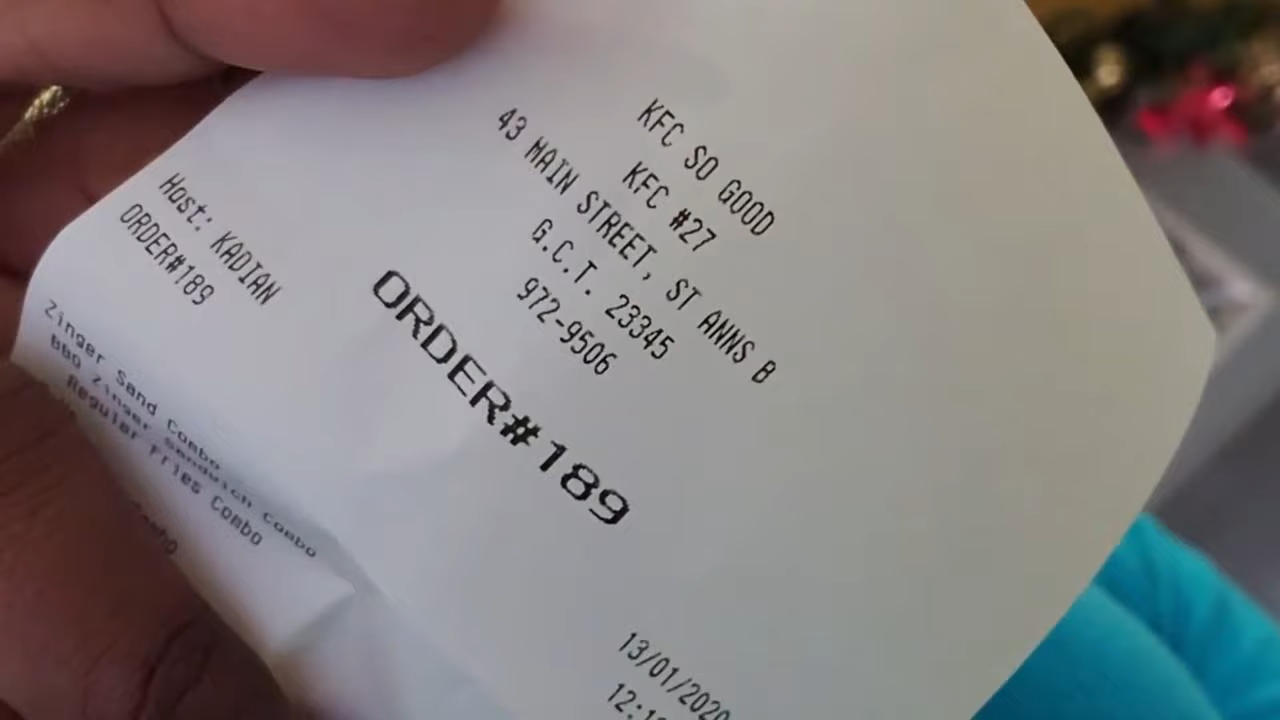 KFC SO GOOD
KFC #27
43 MAIN STREET, ST ANNS B
G.C.T. 23345
972-9506
ORDER#189
13/01/2020
Host: KADIAN
ORDER#189
Zinger Sand Combo
BBQ Zinger Sandwich Combo
Regular Fries Combo